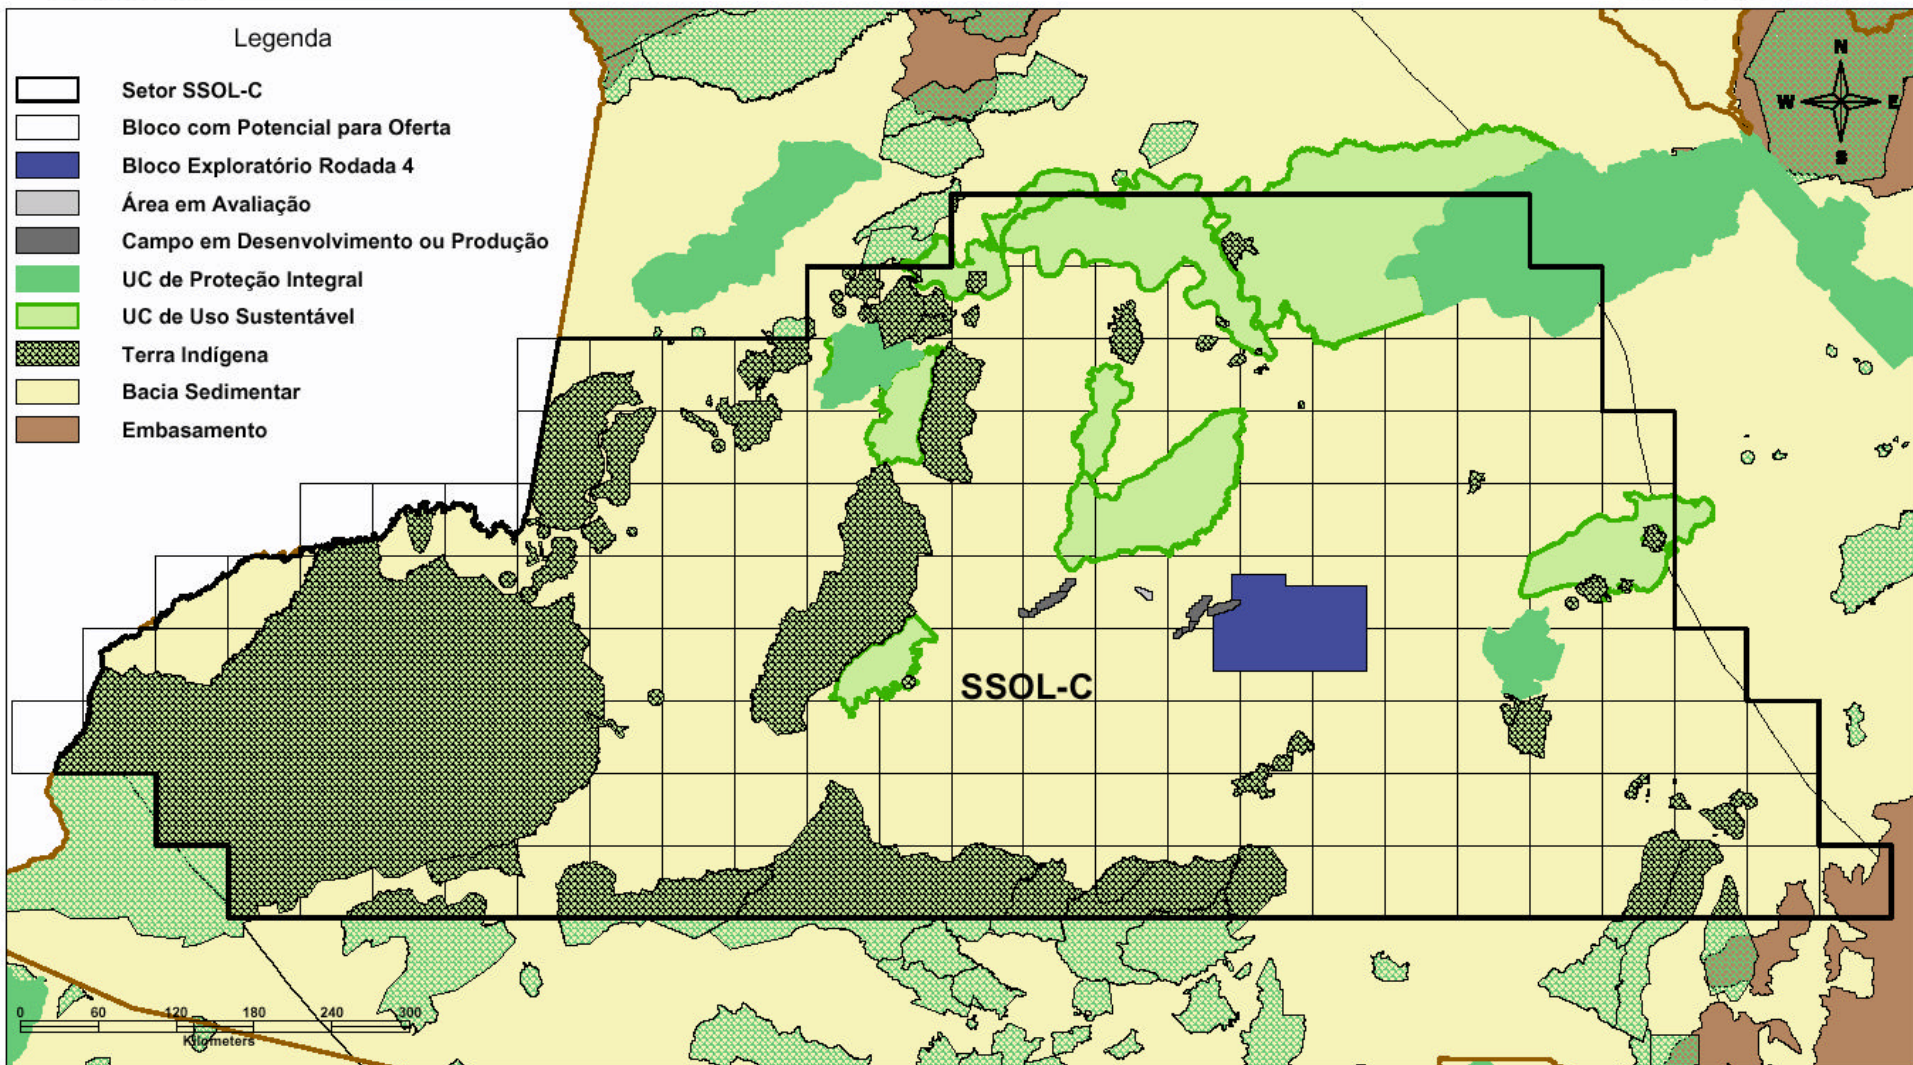 Legenda
Setor SSOL-C
Bloco com Potencial para Oferta
Bloco Exploratório Rodada 4
Área em Avaliação
Campo em Desenvolvimento ou Produção
UC de Proteção Integral
UC de Uso Sustentável
Terra Indígena
Bacia Sedimentar
Embasamento
N
W E
S
SSOL-C
0 60 120 180 240 300
Kilometers